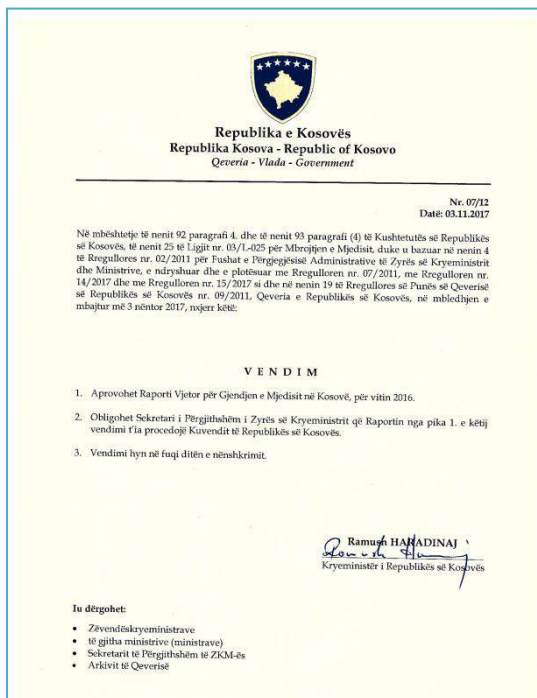 Republika e Kosovës
Republika Kosova - Republic of Kosovo
Qeveria - Vlada - Government
Nr. 07/12
Datë: 03.11.2017
Në mbështetje të nenit 92 paragrafi 4. dhe të nenit 93 paragrafi (4) të Kushtetutës së Republikës
së Kosovës, të nenit 25 të Ligjit nr. 03/L-025 për Mbrojtjen e Mjedisit, duke u bazuar në nenin 4
të Rregullores nr. 02/2011 për Fushat e Përgjegjësisë Administrative të Zyrës së Kryeministrit
dhe Ministrive, e ndryshuar dhe e plotësuar me Rregulloren nr. 07/2011, me Rregulloren nr.
14/2017 dhe me Rregulloren nr. 15/2017 si dhe në nenin 19 të Rregullores së Punës së Qeverisë
së Republikës së Kosovës nr. 09/2011, Qeveria e Republikës së Kosovës, në mbledhjen e
mbajtur më 3 nëntor 2017, nxjerr këtë:
V E N D I M
1. Aprovohet Raporti Vjetor për Gjendjen e Mjedisit në Kosovë, për vitin 2016.
2. Obligohet Sekretari i Përgjithshëm i Zyrës së Kryeministrit që Raportin nga pika 1. e këtij
vendimi t'ia procedojë Kuvendit të Republikës së Kosovës.
3. Vendimi hyn në fuqi ditën e nënshkrimit.
Ramush HARADINAJ
Kryeministër i Republikës së Kosovës
Iu dërgohet:
• Zëvendëskryeministrave
• të gjitha ministrive (ministrave)
• Sekretarit të Përgjithshëm të ZKM-ës
• Arkivit të Qeverisë